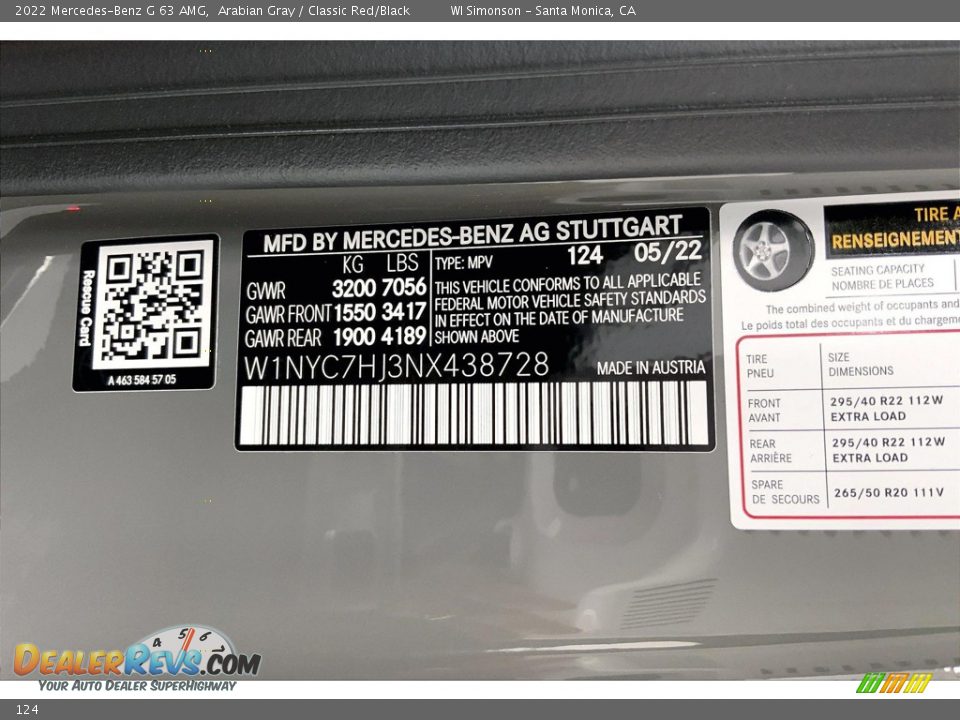 2022 Mercedes-Benz G 63 AMG, Arabian Gray / Classic Red/Black WI Simonson - Santa Monica, CA
Rescue Card
A 463 584 57 05
MFD BY MERCEDES-BENZ AG STUTTGART
KG LBS
GVWR 3200 7056
GAWR FRONT 1550 3417
GAWR REAR 1900 4189
TYPE: MPV 124 05/22
THIS VEHICLE CONFORMS TO ALL APPLICABLE
FEDERAL MOTOR VEHICLE SAFETY STANDARDS
IN EFFECT ON THE DATE OF MANUFACTURE
SHOWN ABOVE
W1NYC7HJ3NX438728 MADE IN AUSTRIA
TIRE A
RENSEIGNEMENT
SEATING CAPACITY
NOMBRE DE PLACES
The combined weight of occupants and
Le poids total des occupants et du chargeme
TIRE SIZE
PNEU DIMENSIONS
FRONT 295/40 R22 112W
AVANT EXTRA LOAD
REAR 295/40 R22 112W
ARRIÈRE EXTRA LOAD
SPARE 265/50 R20 111V
DE SECOURS
4 5 6 7
DEALERREVS.COM
YOUR AUTO DEALER SUPERHIGHWAY
124